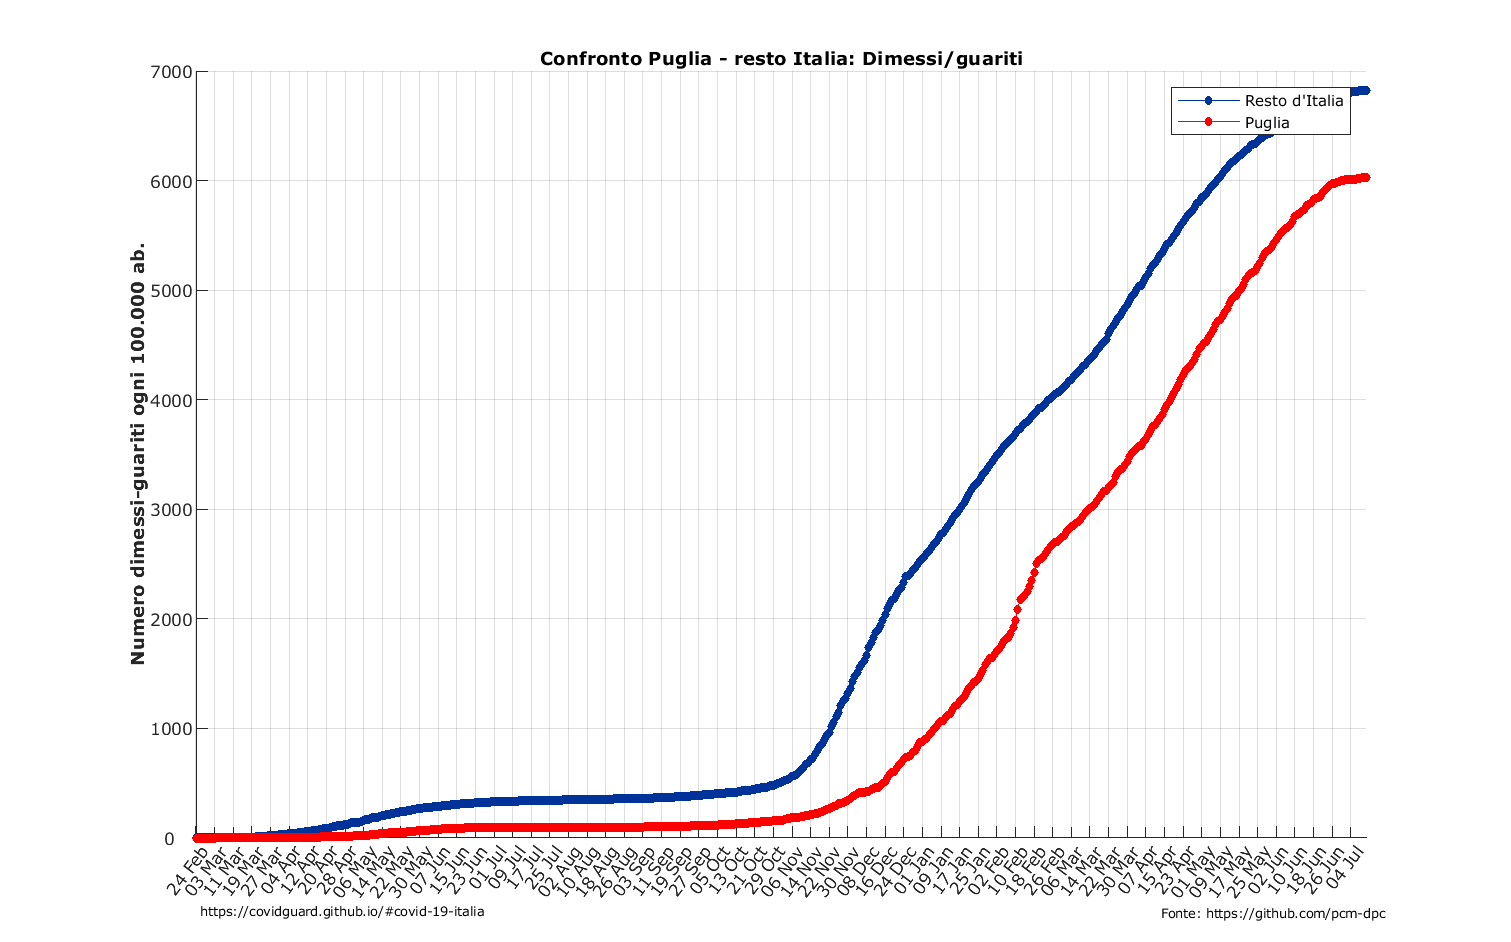 Confronto Puglia - resto Italia: Dimessi/guariti
Numero dimessi-guariti ogni 100.000 ab.
7000
6000
5000
4000
3000
2000
1000
0
Resto d'Italia
Puglia
24 Feb
03 Mar
11 Mar
19 Mar
27 Mar
04 Apr
12 Apr
20 Apr
28 Apr
06 May
14 May
22 May
30 May
07 Jun
15 Jun
23 Jun
01 Jul
09 Jul
17 Jul
25 Jul
02 Aug
10 Aug
18 Aug
26 Aug
03 Sep
11 Sep
19 Sep
27 Sep
05 Oct
13 Oct
21 Oct
29 Oct
06 Nov
14 Nov
22 Nov
30 Nov
08 Dec
16 Dec
24 Dec
01 Jan
09 Jan
17 Jan
25 Jan
02 Feb
10 Feb
18 Feb
26 Feb
06 Mar
14 Mar
22 Mar
30 Mar
07 Apr
15 Apr
23 Apr
01 May
09 May
17 May
25 May
02 Jun
10 Jun
18 Jun
26 Jun
04 Jul
https://covidguard.github.io/#covid-19-italia
Fonte: https://github.com/pcm-dpc